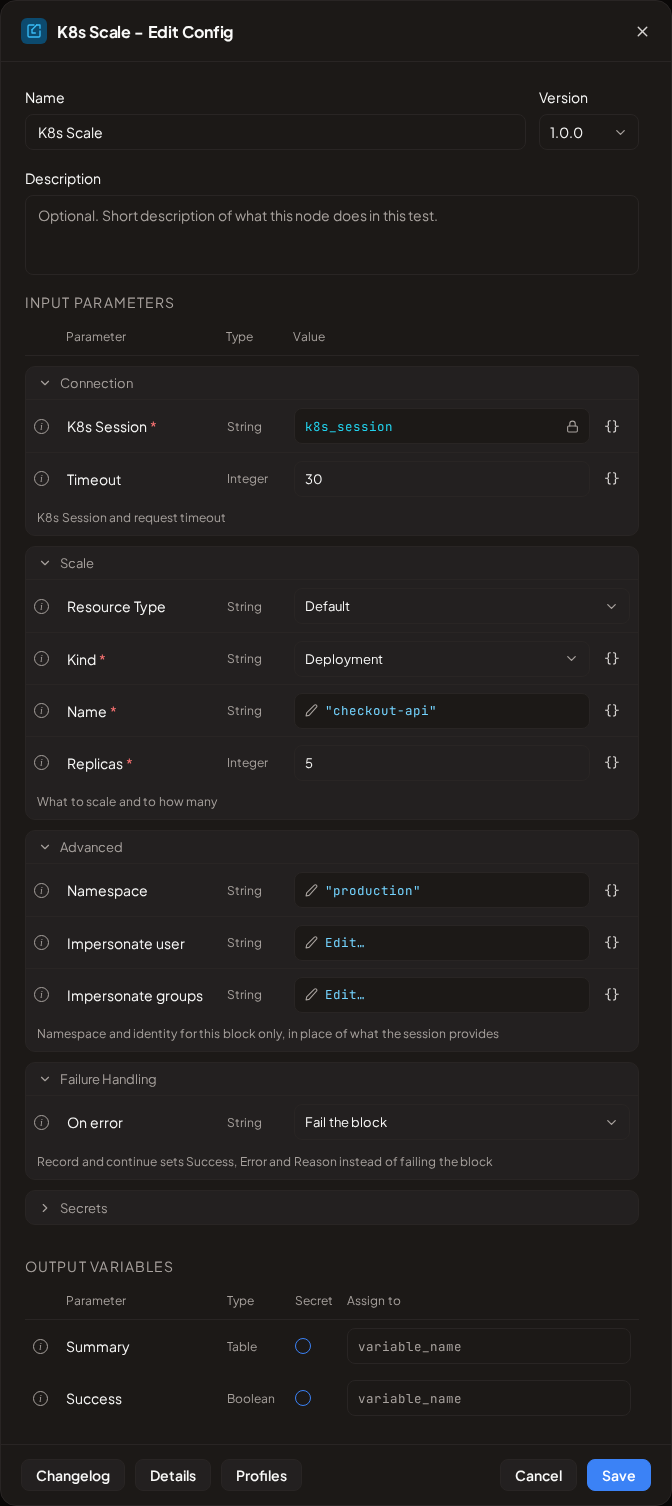 K8s Scale - Edit Config
Name
Version
K8s Scale
1.0.0
Description
Optional. Short description of what this node does in this test.
INPUT PARAMETERS
Parameter Type Value
Connection
K8s Session * String k8s_session {}
Timeout Integer 30 {}
K8s Session and request timeout
Scale
Resource Type String Default
Kind * String Deployment {}
Name * String "checkout-api" {}
Replicas * Integer 5 {}
What to scale and to how many
Advanced
Namespace String "production" {}
Impersonate user String Edit… {}
Impersonate groups String Edit… {}
Namespace and identity for this block only, in place of what the session provides
Failure Handling
On error String Fail the block
Record and continue sets Success, Error and Reason instead of failing the block
Secrets
OUTPUT VARIABLES
Parameter Type Secret Assign to
Summary Table variable_name
Success Boolean variable_name
Changelog Details Profiles Cancel Save